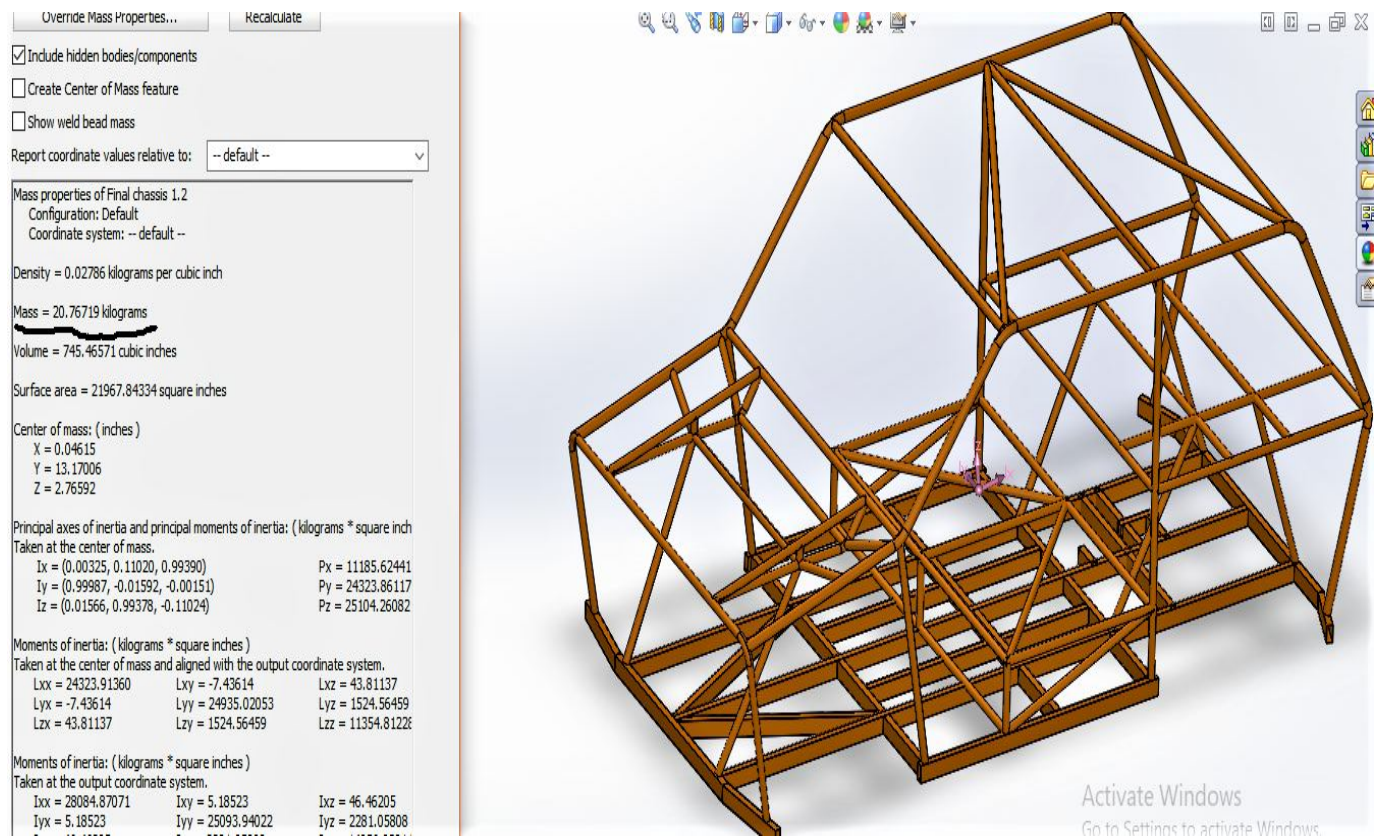 Override Mass Properties... Recalculate
Include hidden bodies/components
Create Center of Mass feature
Show weld bead mass
Report coordinate values relative to: -- default --
Mass properties of Final chassis 1.2
Configuration: Default
Coordinate system: -- default --
Density = 0.02786 kilograms per cubic inch
Mass = 20.76719 kilograms
Volume = 745.46571 cubic inches
Surface area = 21967.84334 square inches
Center of mass: ( inches )
X = 0.04615
Y = 13.17006
Z = 2.76592
Principal axes of inertia and principal moments of inertia: ( kilograms * square inch
Taken at the center of mass.
Ix = (0.00325, 0.11020, 0.99390) Px = 11185.62441
Iy = (0.99987, -0.01592, -0.00151) Py = 24323.86117
Iz = (0.01566, 0.99378, -0.11024) Pz = 25104.26082
Moments of inertia: ( kilograms * square inches )
Taken at the center of mass and aligned with the output coordinate system.
Lxx = 24323.91360 Lxy = -7.43614 Lxz = 43.81137
Lyx = -7.43614 Lyy = 24935.02053 Lyz = 1524.56459
Lzx = 43.81137 Lzy = 1524.56459 Lzz = 11354.81228
Moments of inertia: ( kilograms * square inches )
Taken at the output coordinate system.
Ixx = 28084.87071 Ixy = 5.18523 Ixz = 46.46205
Iyx = 5.18523 Iyy = 25093.94022 Iyz = 2281.05808
Z
Activate Windows
Go to Settings to activate Windows.